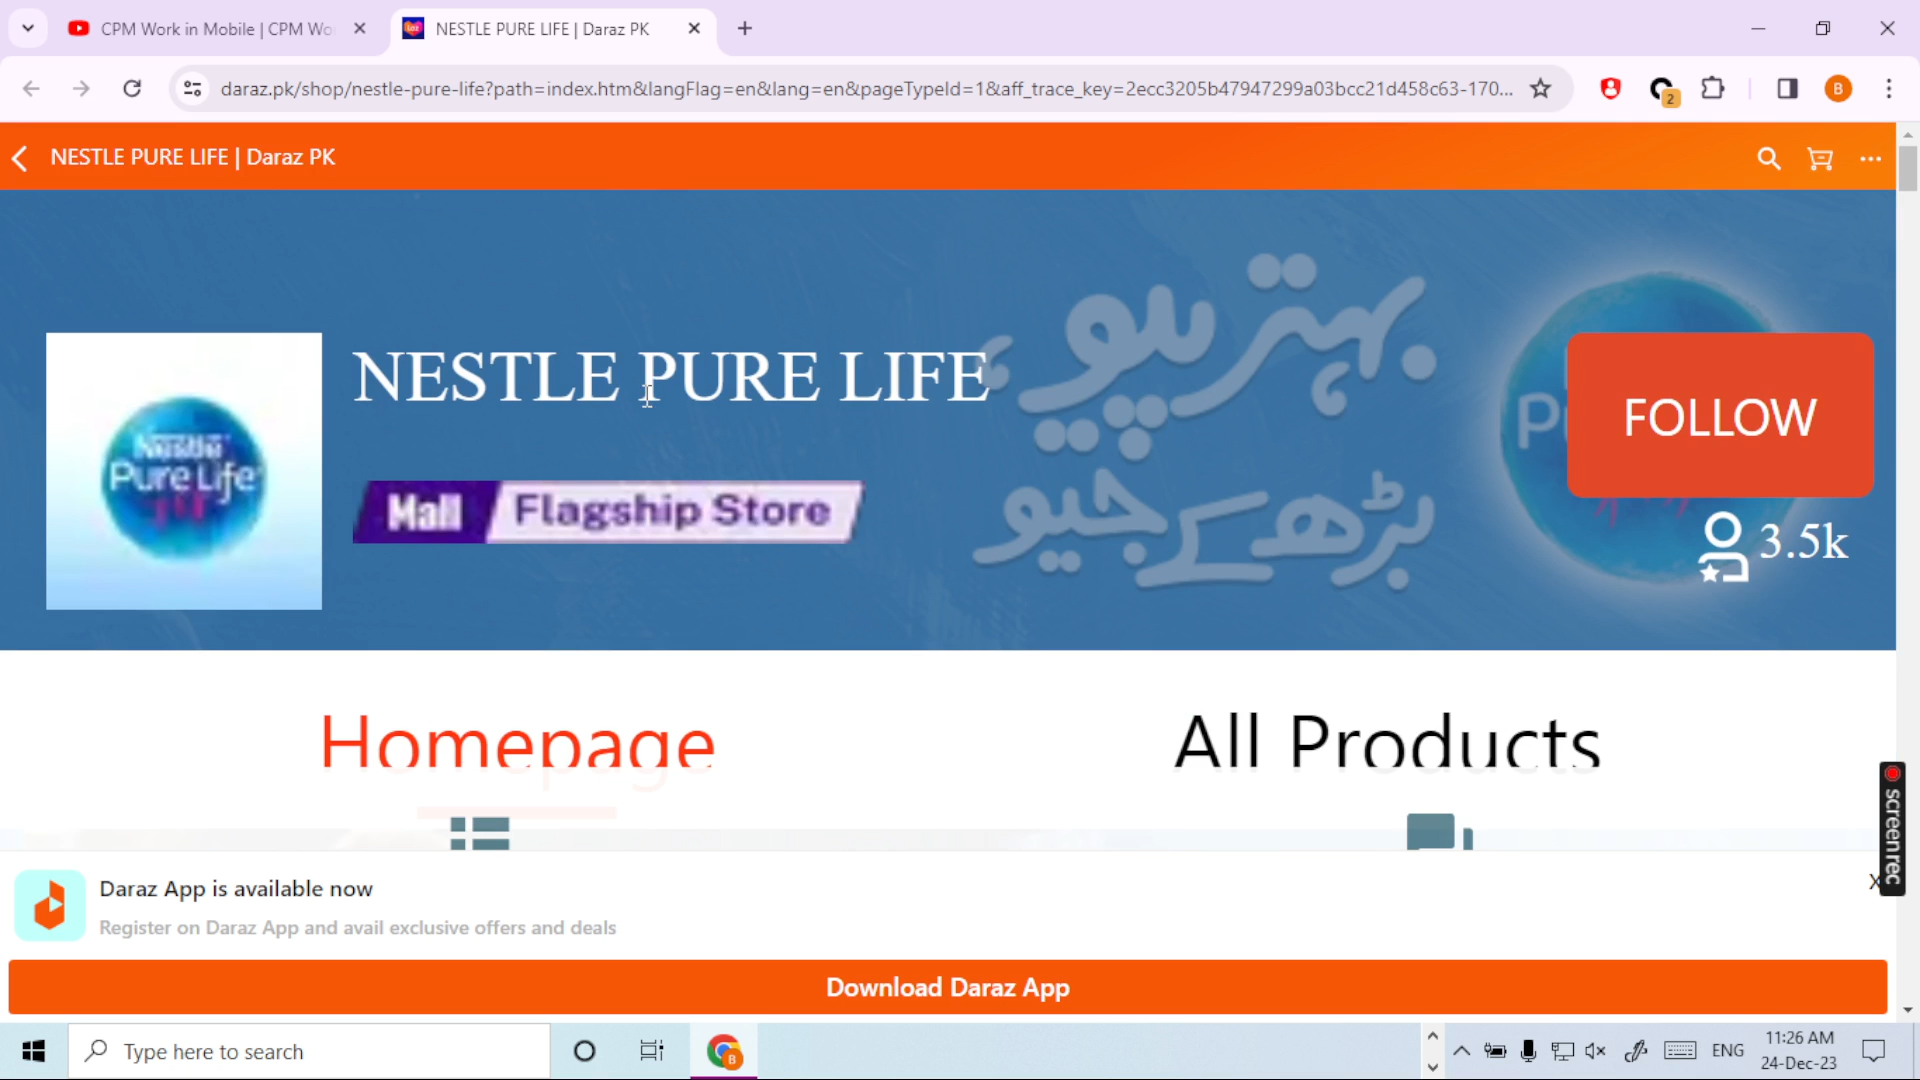 CPM Work in Mobile | CPM Wo
NESTLE PURE LIFE | Daraz PK
daraz.pk/shop/nestle-pure-life?path=index.htm&langFlag=en&lang=en&pageTypeId=1&aff_trace_key=2ecc3205b47947299a03bcc21d458c63-170...
2
B
NESTLE PURE LIFE | Daraz PK
بہتر پیو،
بڑھ کے جیو
NESTLE PURE LIFE
Nestle
Pure Life
Mall Flagship Store
FOLLOW
3.5k
Homepage
All Products
screenrec
Daraz App is available now
X
Register on Daraz App and avail exclusive offers and deals
Download Daraz App
Type here to search
B
ENG
11:26 AM
24-Dec-23